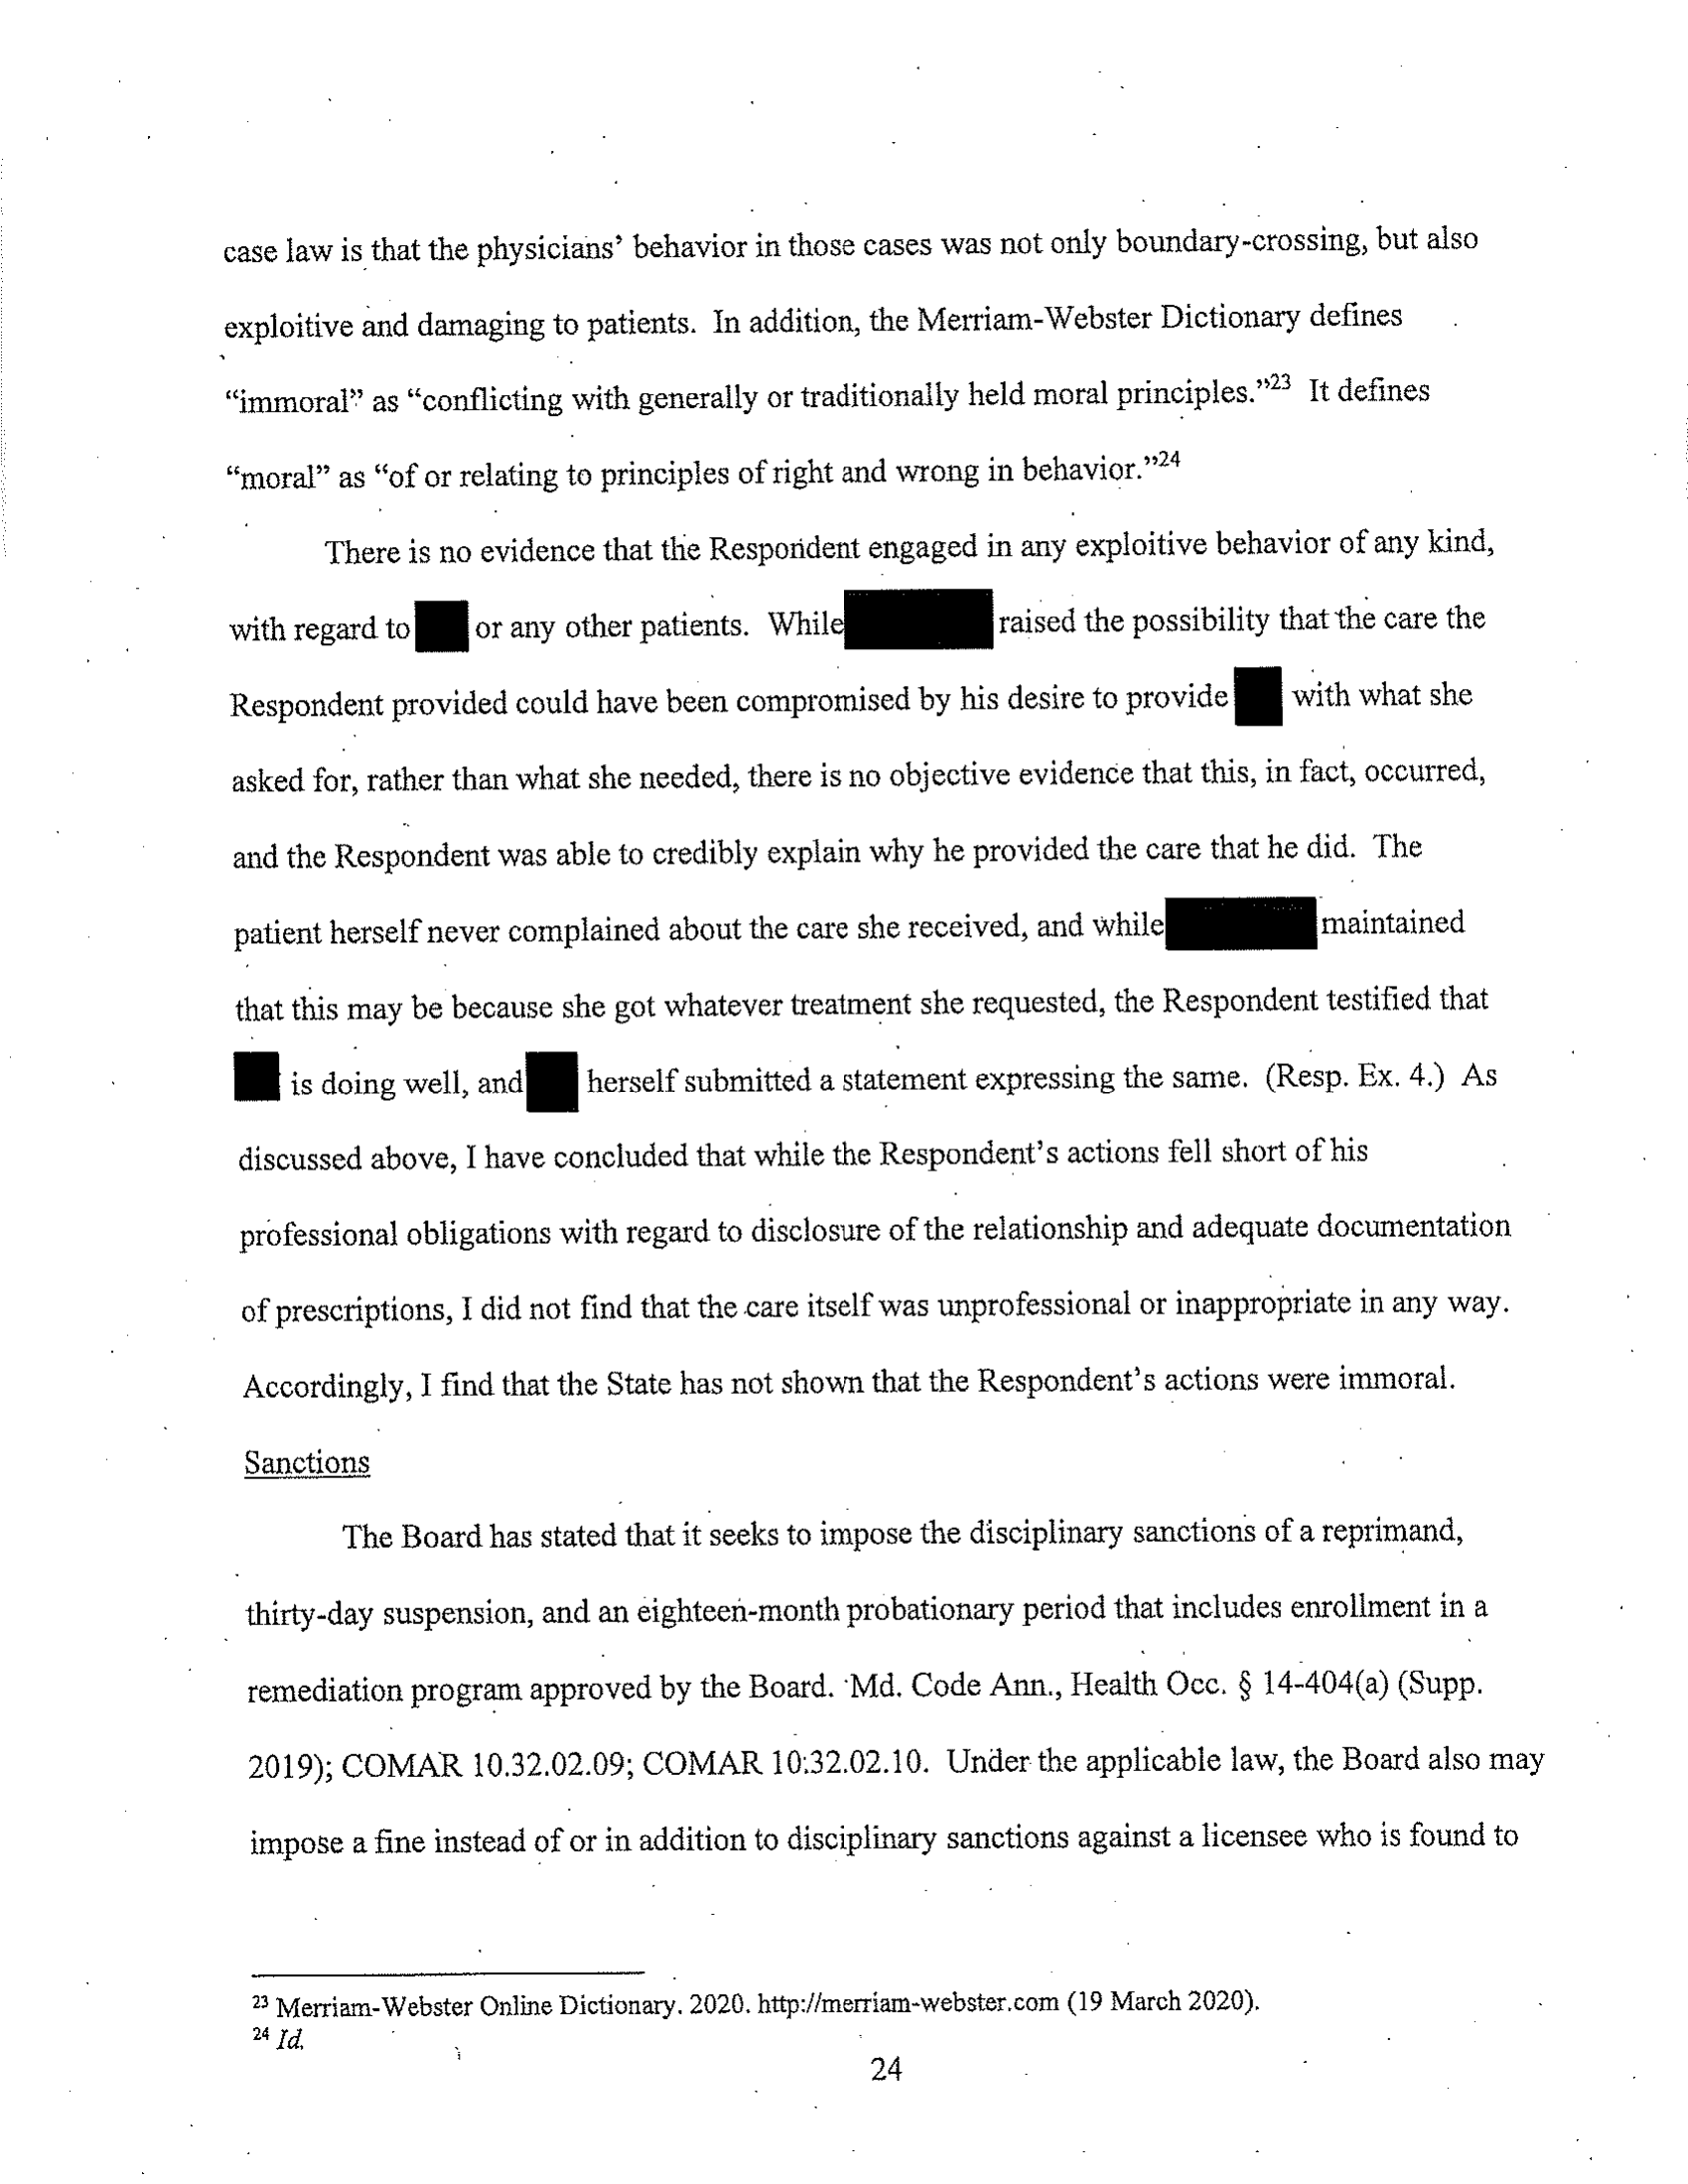 case law is that the physicians' behavior in those cases was not only boundary-crossing, but also
exploitive and damaging to patients. In addition, the Merriam-Webster Dictionary defines
“immoral” as “conflicting with generally or traditionally held moral principles.”23 It defines
“moral” as “of or relating to principles of right and wrong in behavior.”24
There is no evidence that the Respondent engaged in any exploitive behavior of any kind,
with regard to or any other patients. While raised the possibility that the care the
Respondent provided could have been compromised by his desire to provide with what she
asked for, rather than what she needed, there is no objective evidence that this, in fact, occurred,
and the Respondent was able to credibly explain why he provided the care that he did. The
patient herself never complained about the care she received, and while maintained
that this may be because she got whatever treatment she requested, the Respondent testified that
is doing well, and herself submitted a statement expressing the same. (Resp. Ex. 4.) As
discussed above, I have concluded that while the Respondent's actions fell short of his
professional obligations with regard to disclosure of the relationship and adequate documentation
of prescriptions, I did not find that the care itself was unprofessional or inappropriate in any way.
Accordingly, I find that the State has not shown that the Respondent's actions were immoral.
Sanctions
The Board has stated that it seeks to impose the disciplinary sanctions of a reprimand,
thirty-day suspension, and an eighteen-month probationary period that includes enrollment in a
remediation program approved by the Board. Md. Code Ann., Health Occ. § 14-404(a) (Supp.
2019); COMAR 10.32.02.09; COMAR 10.32.02.10. Under the applicable law, the Board also may
impose a fine instead of or in addition to disciplinary sanctions against a licensee who is found to
23 Merriam-Webster Online Dictionary. 2020. http://merriam-webster.com (19 March 2020).
24 Id.
24